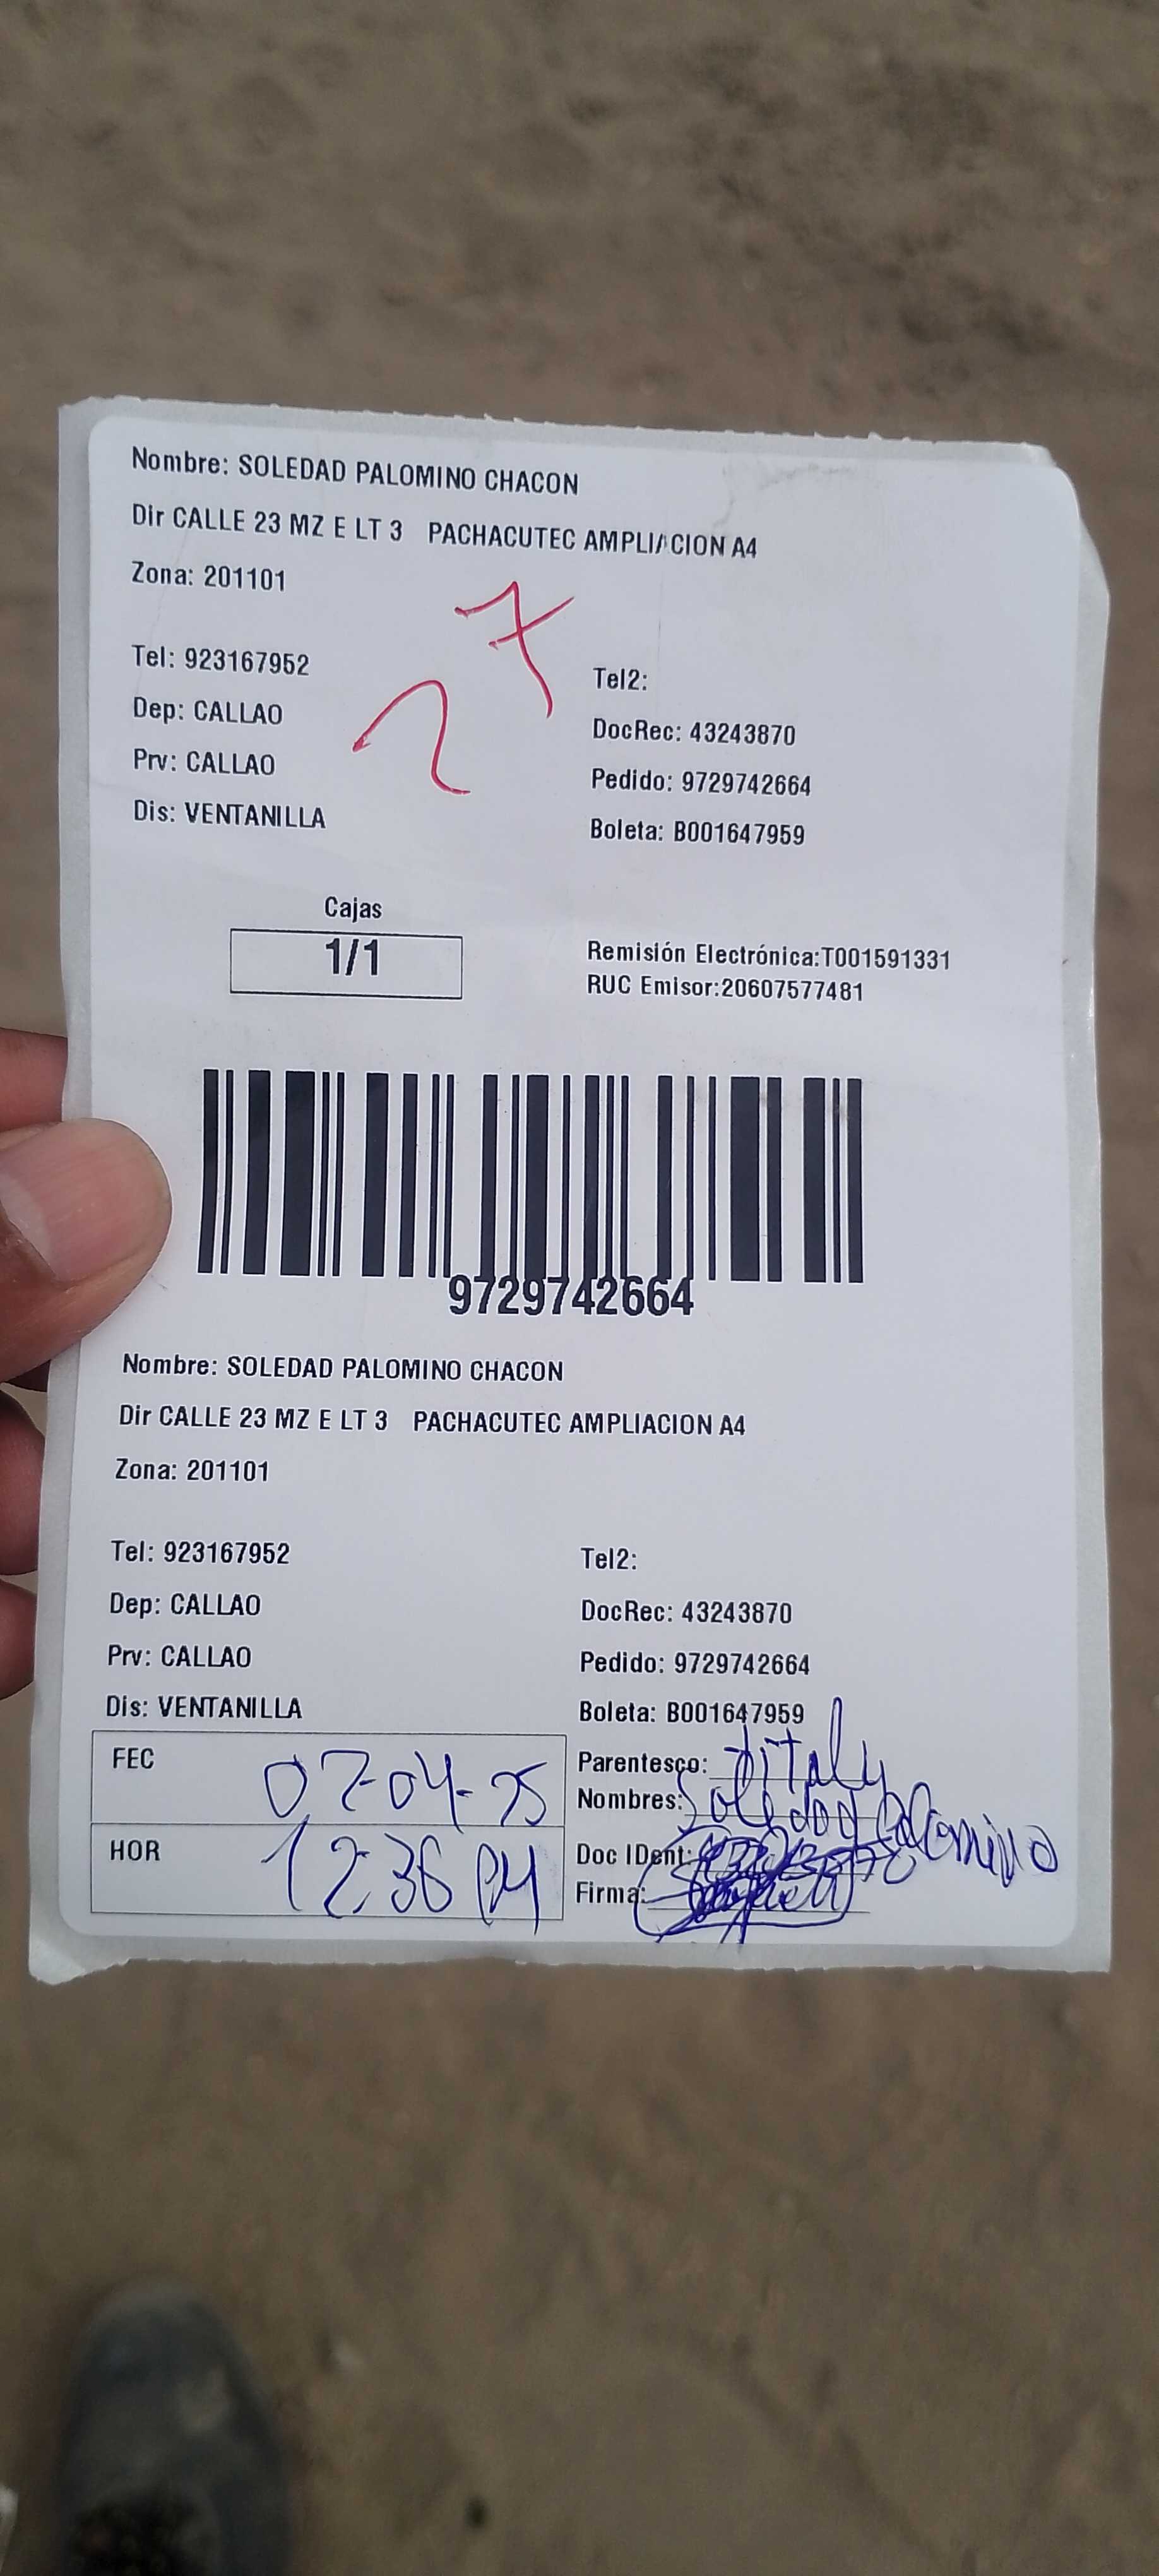 Nombre: SOLEDAD PALOMINO CHACON
Dir CALLE 23 MZ E LT 3 PACHACUTEC AMPLIACION A4
Zona: 201101
27
Tel: 923167952 Tel2:
Dep: CALLAO DocRec: 43243870
Prv: CALLAO Pedido: 9729742664
Dis: VENTANILLA Boleta: B001647959
Cajas
1/1
Remisión Electrónica:T001591331
RUC Emisor:20607577481
9729742664
Nombre: SOLEDAD PALOMINO CHACON
Dir CALLE 23 MZ E LT 3 PACHACUTEC AMPLIACION A4
Zona: 201101
Tel: 923167952 Tel2:
Dep: CALLAO DocRec: 43243870
Prv: CALLAO Pedido: 9729742664
Dis: VENTANILLA Boleta: B001647959
FEC 07-04-25 Parentesco: titaly
Nombres: Soledad Palomino
HOR 12:36 PM Doc IDent:
Firma: